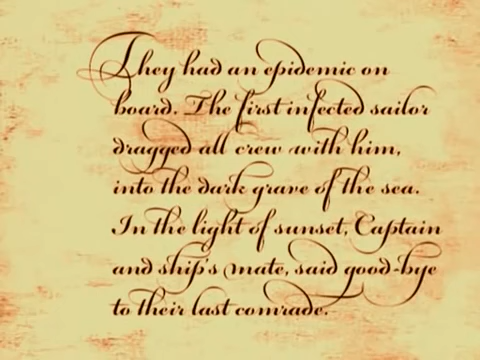 They had an epidemic on
board. The first infected sailor
dragged all crew with him,
into the dark grave of the sea.
In the light of sunset, Captain
and ship's mate, said good-bye
to their last comrade.